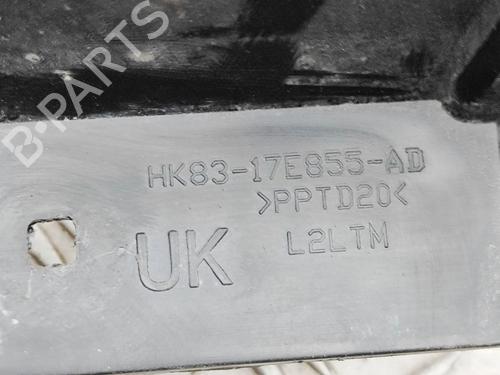 B-PARTS
HK83-17E855-AD
>PPTD20<
UK
L2LTM